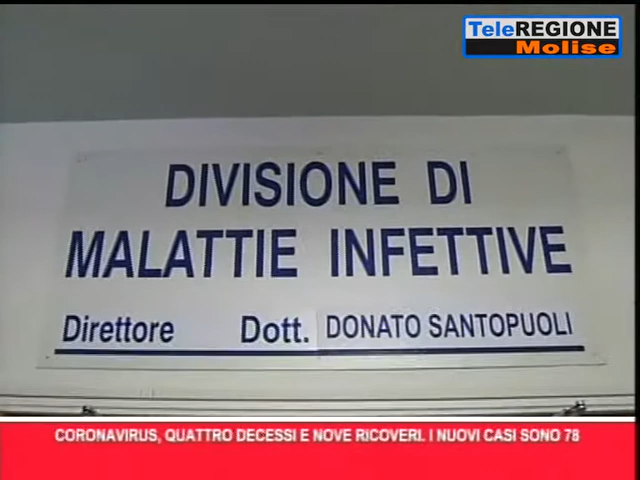 TeleREGIONE
Molise
DIVISIONE DI
MALATTIE INFETTIVE
Direttore Dott. DONATO SANTOPUOLI
CORONAVIRUS, QUATTRO DECESSI E NOVE RICOVERI. I NUOVI CASI SONO 78